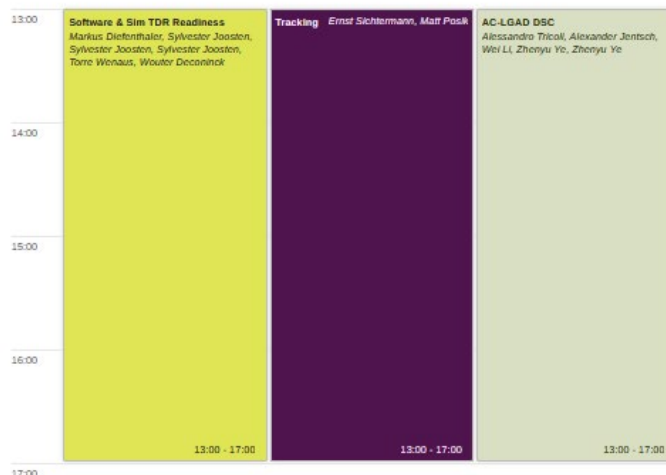 13:00
Software & Sim TDR Readiness
Markus Diefenthaler, Sylvester Joosten,
Sylvester Joosten, Sylvester Joosten,
Torre Wenaus, Wouter Deconinck
13:00 - 17:00
Tracking Ernst Sichtermann, Matt Posik
13:00 - 17:00
AC-LGAD DSC
Alessandro Tricoli, Alexander Jentsch,
Wei Li, Zhenyu Ye, Zhenyu Ye
13:00 - 17:00
14:00
15:00
16:00
17:00